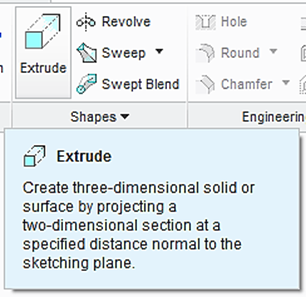 Extrude
Revolve
Sweep
Swept Blend
Hole
Round
Chamfer
Shapes
Engineering
Extrude
Create three-dimensional solid or
surface by projecting a
two-dimensional section at a
specified distance normal to the
sketching plane.